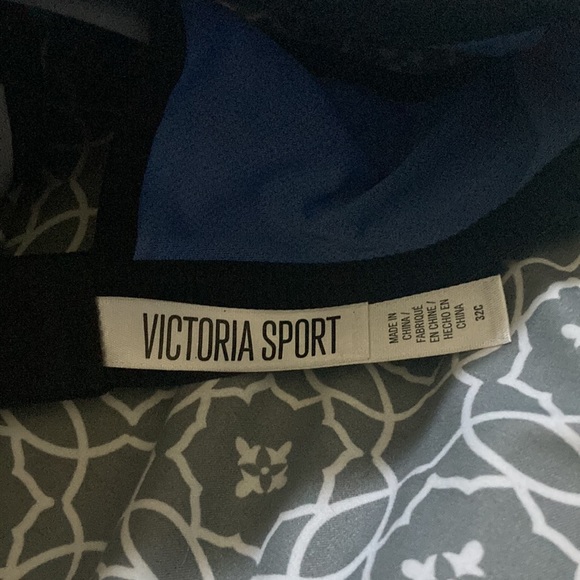 VICTORIA SPORT
MADE IN
CHINA/
FABRIQUÉ
EN CHINE/
HECHO EN
CHINA
32C